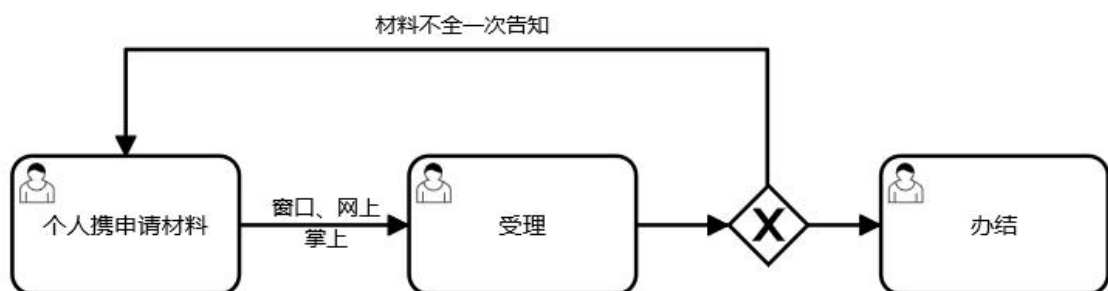 材料不全一次告知
个人携申请材料
窗口、网上
掌上
受理
X
办结